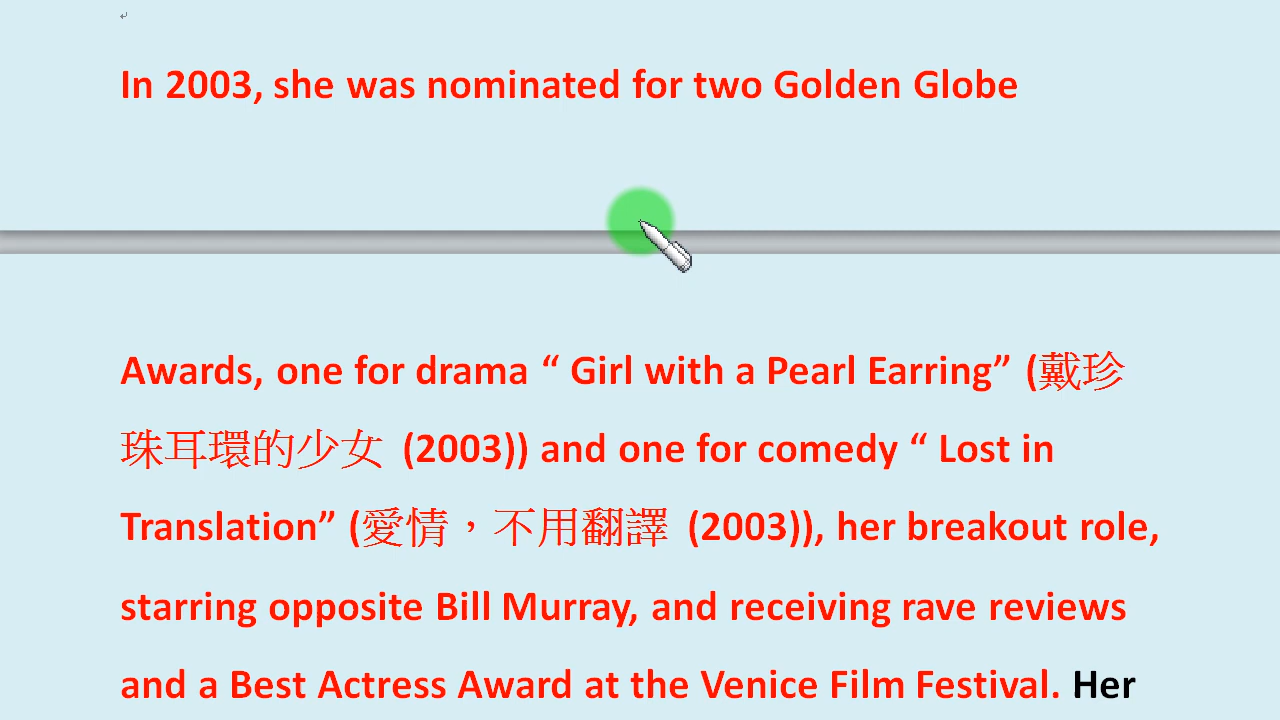 In 2003, she was nominated for two Golden Globe
Awards, one for drama “ Girl with a Pearl Earring” (戴珍
珠耳環的少女 (2003)) and one for comedy “ Lost in
Translation” (愛情，不用翻譯 (2003)), her breakout role,
starring opposite Bill Murray, and receiving rave reviews
and a Best Actress Award at the Venice Film Festival. Her